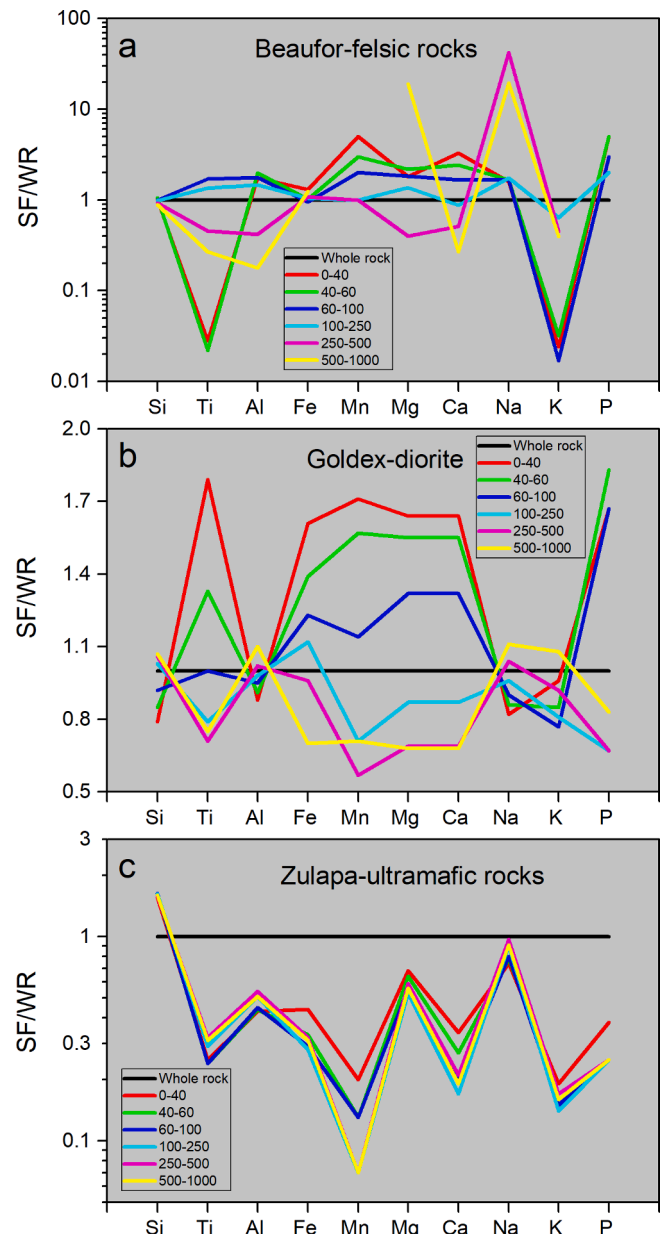 a
Beaufor-felsic rocks
SF/WR
100
10
1
0.1
0.01
Whole rock
0-40
40-60
60-100
100-250
250-500
500-1000
Si Ti Al Fe Mn Mg Ca Na K P
b
Goldex-diorite
SF/WR
2.0
1.7
1.4
1.1
0.8
0.5
Whole rock
0-40
40-60
60-100
100-250
250-500
500-1000
Si Ti Al Fe Mn Mg Ca Na K P
c
Zulapa-ultramafic rocks
SF/WR
3
1
0.3
0.1
Whole rock
0-40
40-60
60-100
100-250
250-500
500-1000
Si Ti Al Fe Mn Mg Ca Na K P